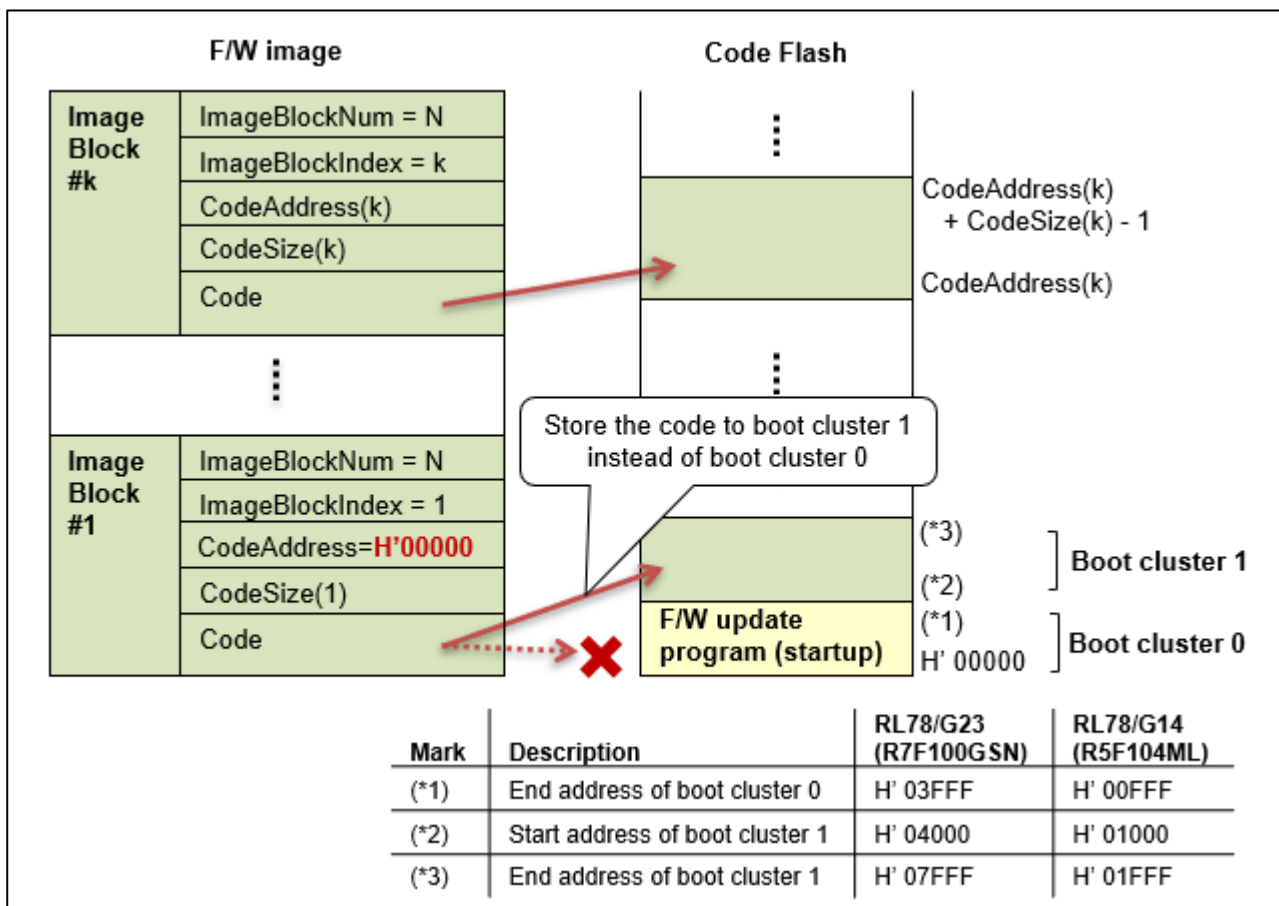 F/W image
Code Flash
Image
Block
#k
ImageBlockNum = N
ImageBlockIndex = k
CodeAddress(k)
CodeSize(k)
Code
CodeAddress(k)
+ CodeSize(k) - 1
CodeAddress(k)
Store the code to boot cluster 1
instead of boot cluster 0
Image
Block
#1
ImageBlockNum = N
ImageBlockIndex = 1
CodeAddress=H’00000
CodeSize(1)
Code
(*3)
(*2)
Boot cluster 1
F/W update
program (startup)
(*1)
H’ 00000
Boot cluster 0
Mark Description RL78/G23 (R7F100GSN) RL78/G14 (R5F104ML)
(*1) End address of boot cluster 0 H’ 03FFF H’ 00FFF
(*2) Start address of boot cluster 1 H’ 04000 H’ 01000
(*3) End address of boot cluster 1 H’ 07FFF H’ 01FFF